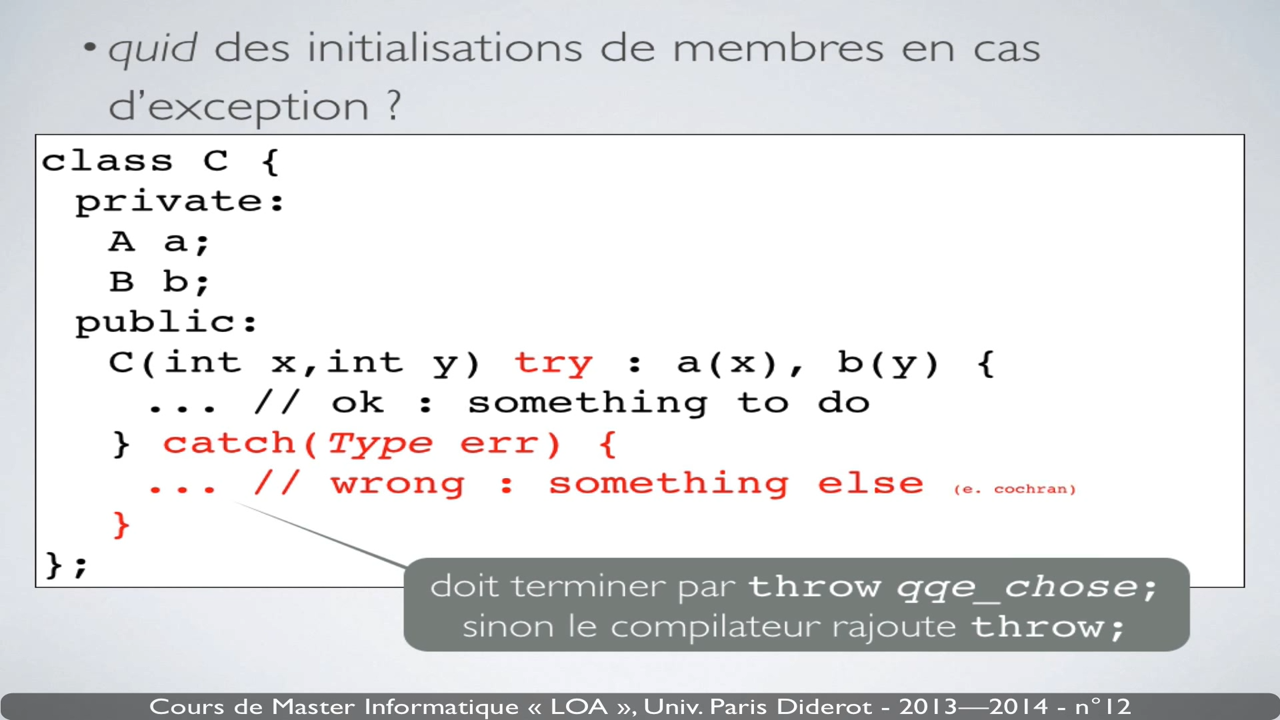 • quid des initialisations de membres en cas
d’exception ?
class C {
private:
A a;
B b;
public:
C(int x,int y) try : a(x), b(y) {
... // ok : something to do
} catch(Type err) {
... // wrong : something else (e. cochran)
}
};
doit terminer par throw qqe_chose;
sinon le compilateur rajoute throw;
Cours de Master Informatique « LOA », Univ. Paris Diderot - 2013—2014 - n°12